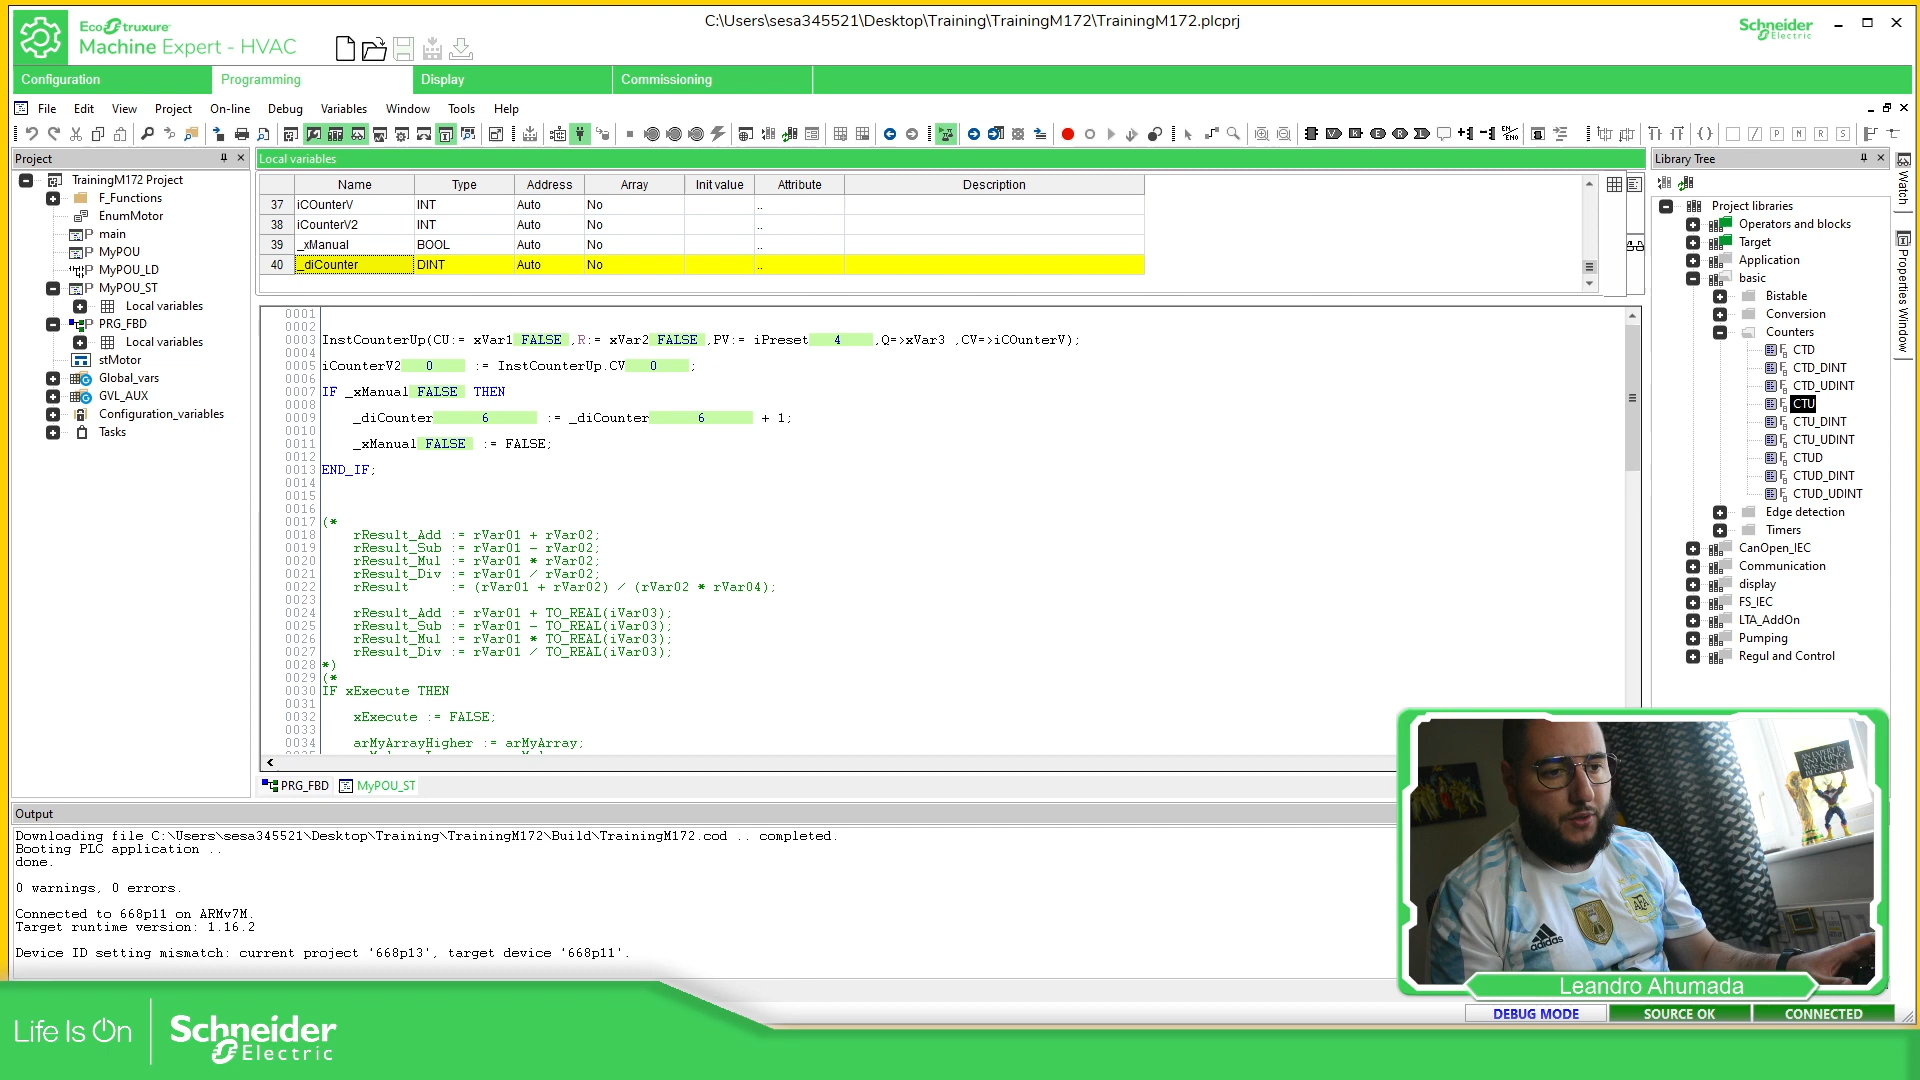 C:\Users\sesa345521\Desktop\Training\TrainingM172\TrainingM172.plcprj
EcoStruxure
Machine Expert - HVAC
Schneider
Electric
Configuration
Programming
Display
Commissioning
File Edit View Project On-line Debug Variables Window Tools Help
Project
TrainingM172 Project
F_Functions
EnumMotor
main
MyPOU
MyPOU_LD
MyPOU_ST
Local variables
PRG_FBD
Local variables
stMotor
Global_vars
GVL_AUX
Configuration_variables
Tasks
Local variables
Name Type Address Array Init value Attribute Description
37 iCOunterV INT Auto No ..
38 iCounterV2 INT Auto No ..
39 _xManual BOOL Auto No ..
40 _diCounter DINT Auto No ..
0001
0002
0003 InstCounterUp(CU:= xVar1 FALSE ,R:= xVar2 FALSE ,PV:= iPreset 4 ,Q=>xVar3 ,CV=>iCOunterV);
0004
0005 iCounterV2 0 := InstCounterUp.CV 0 ;
0006
0007 IF _xManual FALSE THEN
0008
0009 _diCounter 6 := _diCounter 6 + 1;
0010
0011 _xManual FALSE := FALSE;
0012
0013 END_IF;
0014
0015
0016
0017 (*
0018 rResult_Add := rVar01 + rVar02;
0019 rResult_Sub := rVar01 - rVar02;
0020 rResult_Mul := rVar01 * rVar02;
0021 rResult_Div := rVar01 / rVar02;
0022 rResult := (rVar01 + rVar02) / (rVar02 * rVar04);
0023
0024 rResult_Add := rVar01 + TO_REAL(iVar03);
0025 rResult_Sub := rVar01 - TO_REAL(iVar03);
0026 rResult_Mul := rVar01 * TO_REAL(iVar03);
0027 rResult_Div := rVar01 / TO_REAL(iVar03);
0028 *)
0029 (*
0030 IF xExecute THEN
0031
0032 xExecute := FALSE;
0033
0034 arMyArrayHigher := arMyArray;
PRG_FBD MyPOU_ST
Library Tree
Project libraries
Operators and blocks
Target
Application
basic
Bistable
Conversion
Counters
CTD
CTD_DINT
CTD_UDINT
CTU
CTU_DINT
CTU_UDINT
CTUD
CTUD_DINT
CTUD_UDINT
Edge detection
Timers
CanOpen_IEC
Communication
display
FS_IEC
LTA_AddOn
Pumping
Regul and Control
Watch
Properties Window
Output
Downloading file C:\Users\sesa345521\Desktop\Training\TrainingM172\Build\TrainingM172.cod .. completed.
Booting PLC application ..
done.
0 warnings, 0 errors.
Connected to 668p11 on ARMv7M.
Target runtime version: 1.16.2
Device ID setting mismatch: current project '668p13', target device '668p11'.
AN EXPERT IN
ANYTHING
WAS ONCE A
BEGINNER
adidas
AFA
Leandro Ahumada
DEBUG MODE SOURCE OK CONNECTED
Life Is On
Schneider
Electric